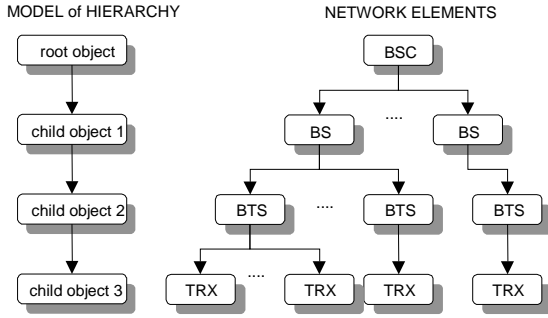 MODEL of HIERARCHY NETWORK ELEMENTS
root object BSC
child object 1 BS .... BS
child object 2 BTS .... BTS BTS
....
child object 3 TRX TRX TRX TRX